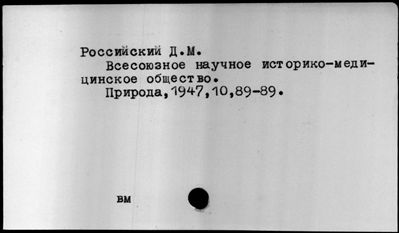 Российский Д.М.
Всесоюзное научное историко-меди-
цинское общество.
Природа,1947,10,89-89.
вм